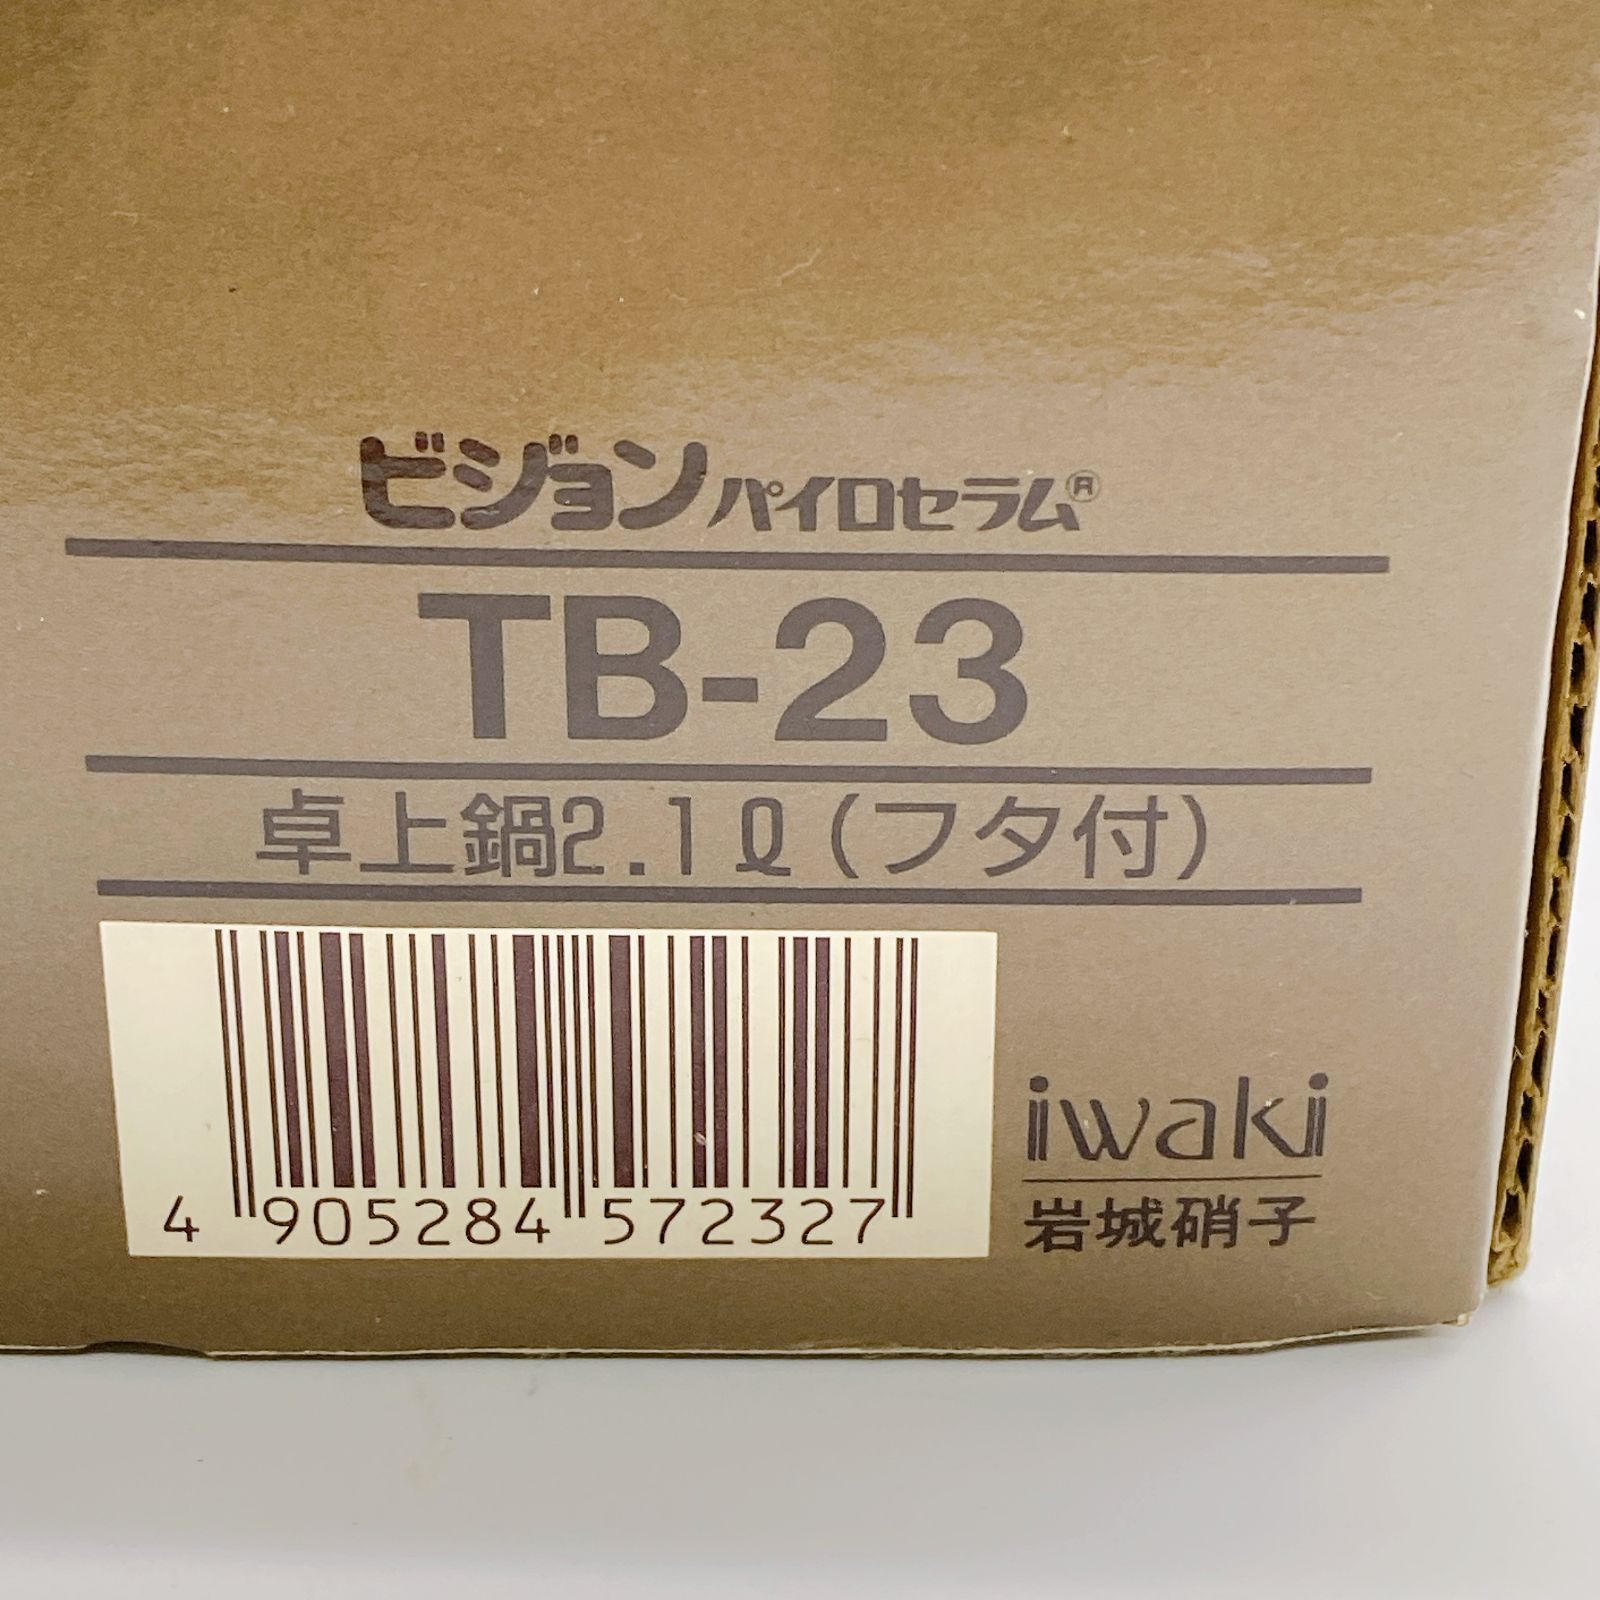 ビジョン パイロセラム®
TB-23
卓上鍋2.1ℓ(フタ付)
4 905284 572327
iwaki
岩城硝子